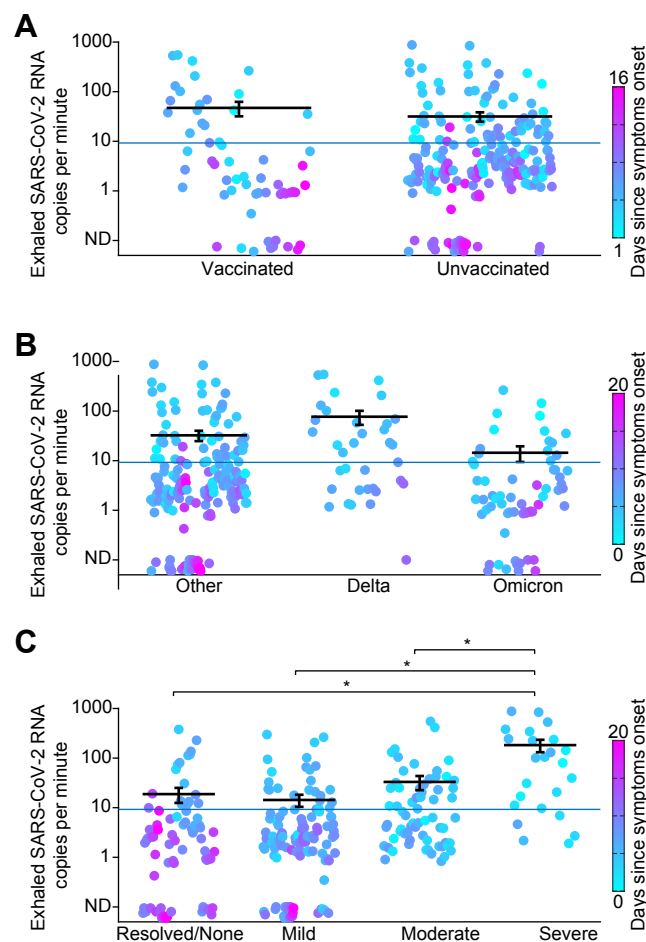 A
Exhaled SARS-CoV-2 RNA
copies per minute
1000
100
10
1
ND
Vaccinated
Unvaccinated
16
1
Days since symptoms onset
B
Exhaled SARS-CoV-2 RNA
copies per minute
1000
100
10
1
ND
Other
Delta
Omicron
20
0
Days since symptoms onset
C
*
*
*
Exhaled SARS-CoV-2 RNA
copies per minute
1000
100
10
1
ND
Resolved/None
Mild
Moderate
Severe
20
0
Days since symptoms onset